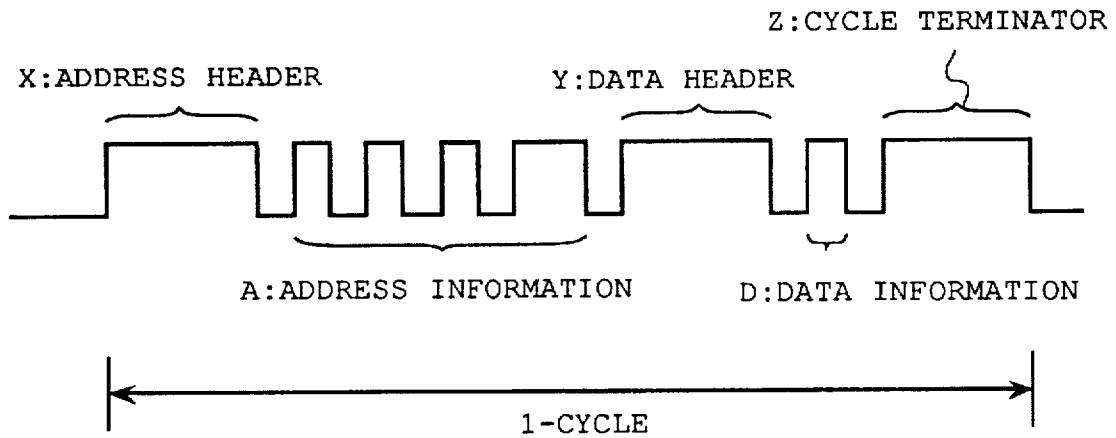 Z:CYCLE TERMINATOR
X:ADDRESS HEADER
Y:DATA HEADER
A:ADDRESS INFORMATION
D:DATA INFORMATION
1-CYCLE